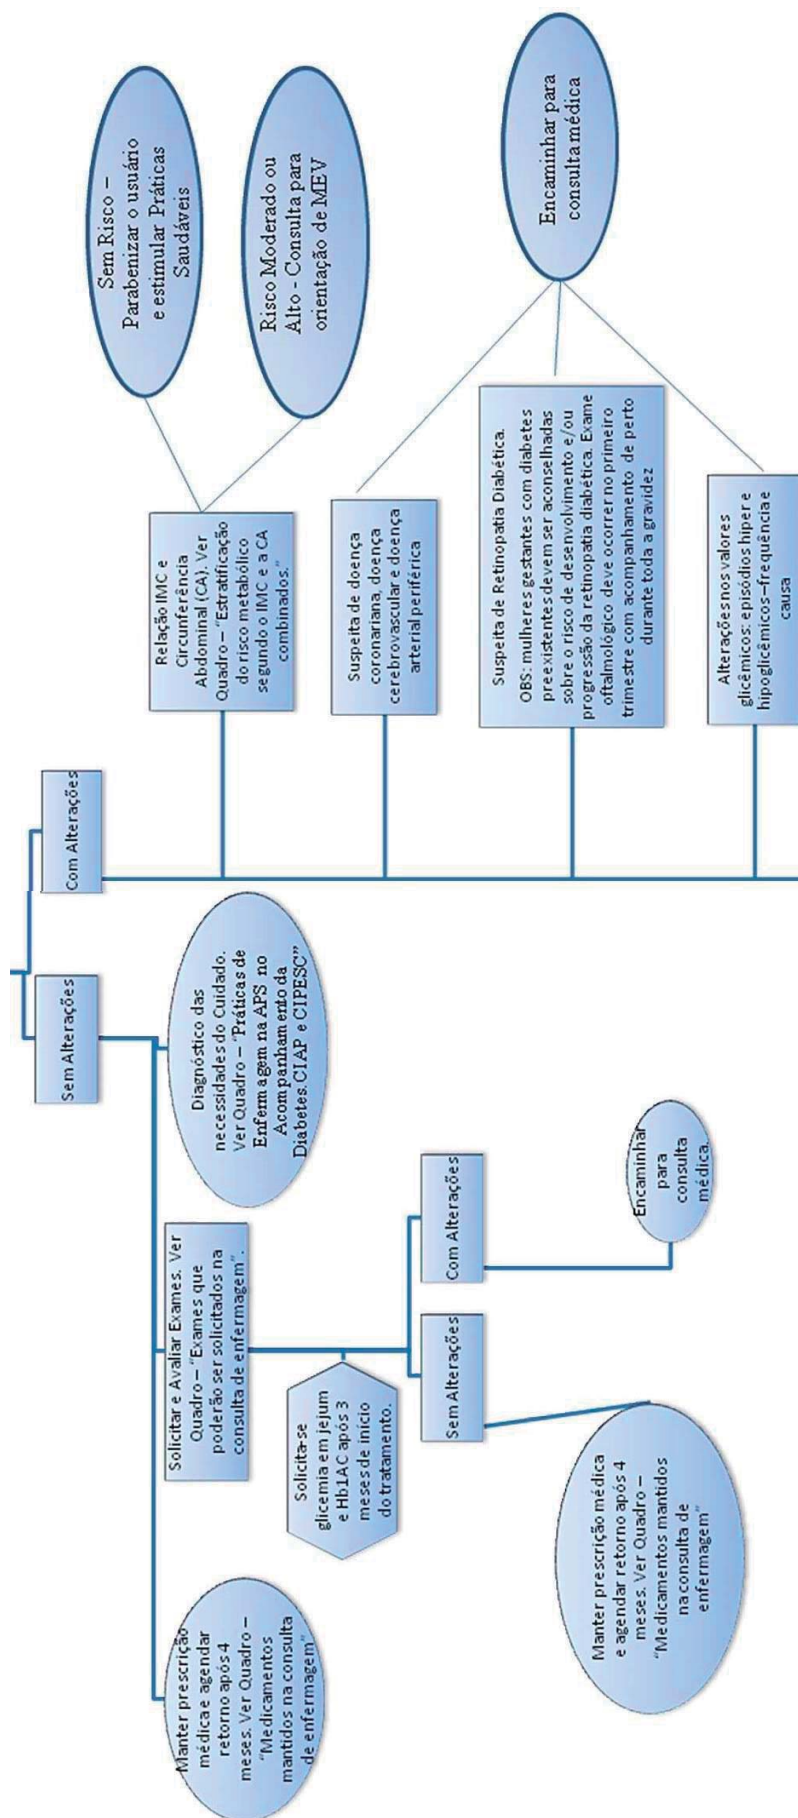 Sem Alterações
Com Alterações
Manter prescrição
médica e agendar
retorno após 4
meses. Ver Quadro –
"Medicamentos
mantidos na consulta
de enfermagem"
Solicitar e Avaliar Exames. Ver
Quadro – "Exames que
poderão ser solicitados na
consulta de enfermagem".
Diagnóstico das
necessidades do Cuidado.
Ver Quadro – "Práticas de
Enfermagem na APS no
Acompanhamento da
Diabetes.CIAP e CIPESC"
Solicita-se
glicemia em jejum
e Hb1AC após 3
meses de início
do tratamento.
Sem Alterações
Com Alterações
Manter prescrição médica
e agendar retorno após 4
meses. Ver Quadro –
"Medicamentos mantidos
na consulta de
enfermagem"
Encaminhar
para
consulta
médica.
Relação IMC e
Circunferência
Abdominal (CA). Ver
Quadro – "Estratificação
do risco metabólico
segundo o IMC e a CA
combinados."
Sem Risco –
Parabenizar o usuário
e estimular Práticas
Saudáveis
Risco Moderado ou
Alto - Consulta para
orientação de MEV
Suspeita de doença
coronariana, doença
cerebrovascular e doença
arterial periférica
Suspeita de Retinopatia Diabética.
OBS: mulheres gestantes com diabetes
preexistentes devem ser aconselhadas
sobre o risco de desenvolvimento e/ou
progressão da retinopatia diabética. Exame
oftalmológico deve ocorrer no primeiro
trimestre com acompanhamento de perto
durante toda a gravidez
Alterações nos valores
glicêmicos: episódios hiper e
hipoglicêmicos–frequência e
causa
Encaminhar para
consulta médica